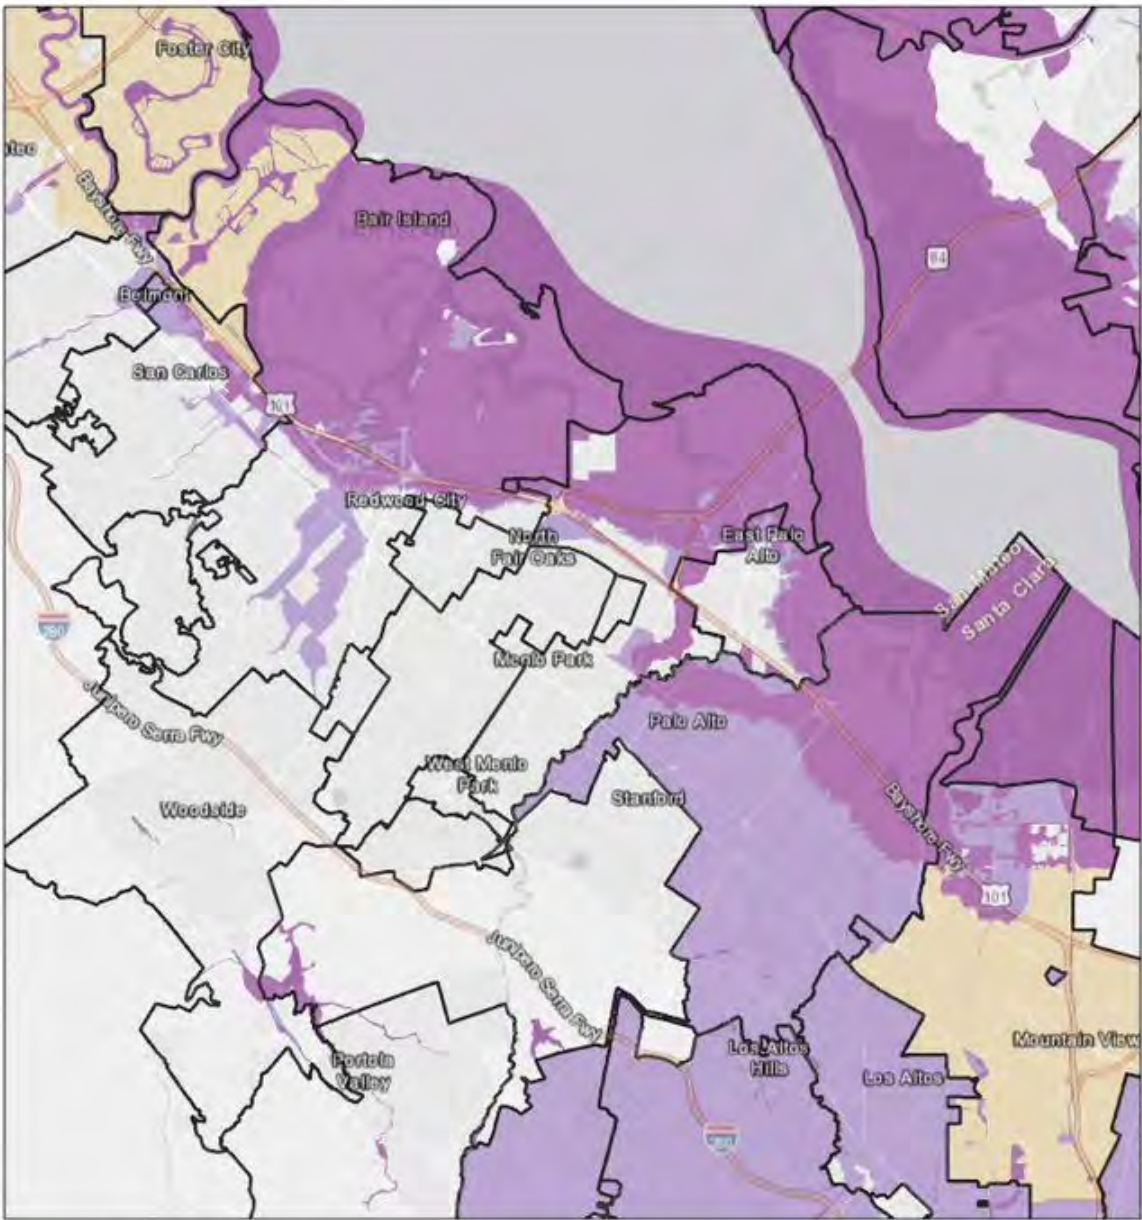 Foster City
ateo
Bayshore Fwy
Bair Island
84
Belmont
San Carlos
101
Redwood City
North
Fair Oaks
East Palo
Alto
San Mateo
Santa Clara
280
Menlo Park
Junipero Serra Fwy
Palo Alto
West Menlo
Park
Stanford
Woodside
Bayshore Fwy
101
Junipero Serra Fwy
Mountain View
Los Altos
Hills
Portola
Valley
Los Altos
280